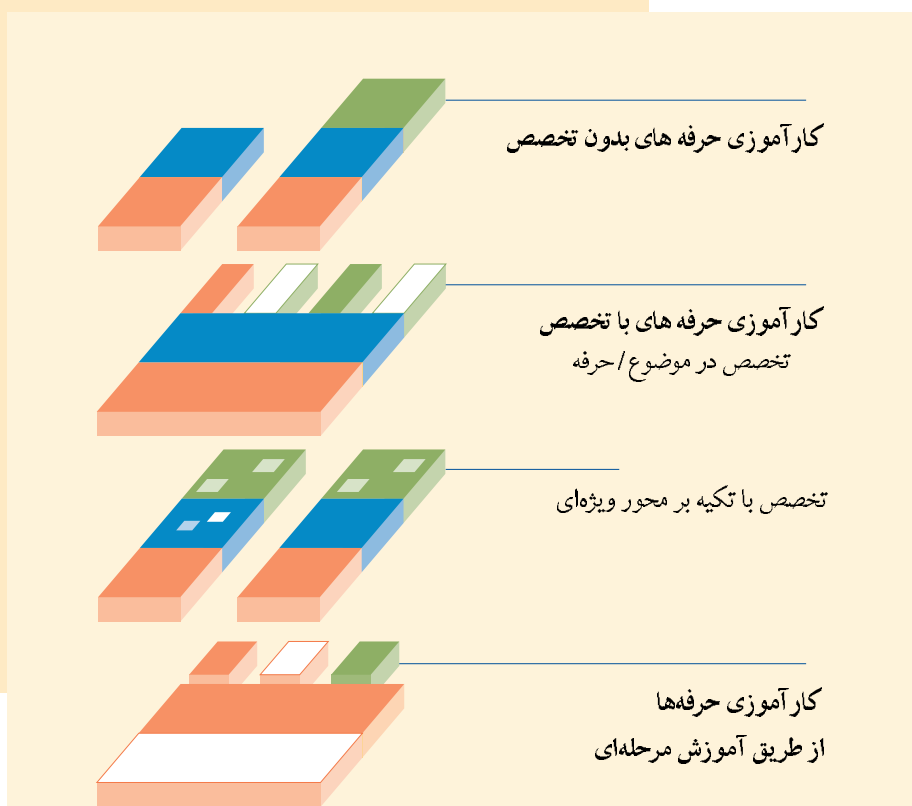 کارآموزی حرفه های بدون تخصص
کارآموزی حرفه های با تخصص
تخصص در موضوع/حرفه
تخصص با تکیه بر محور ویژه‌ای
کارآموزی حرفه‌ها
از طریق آموزش مرحله‌ای